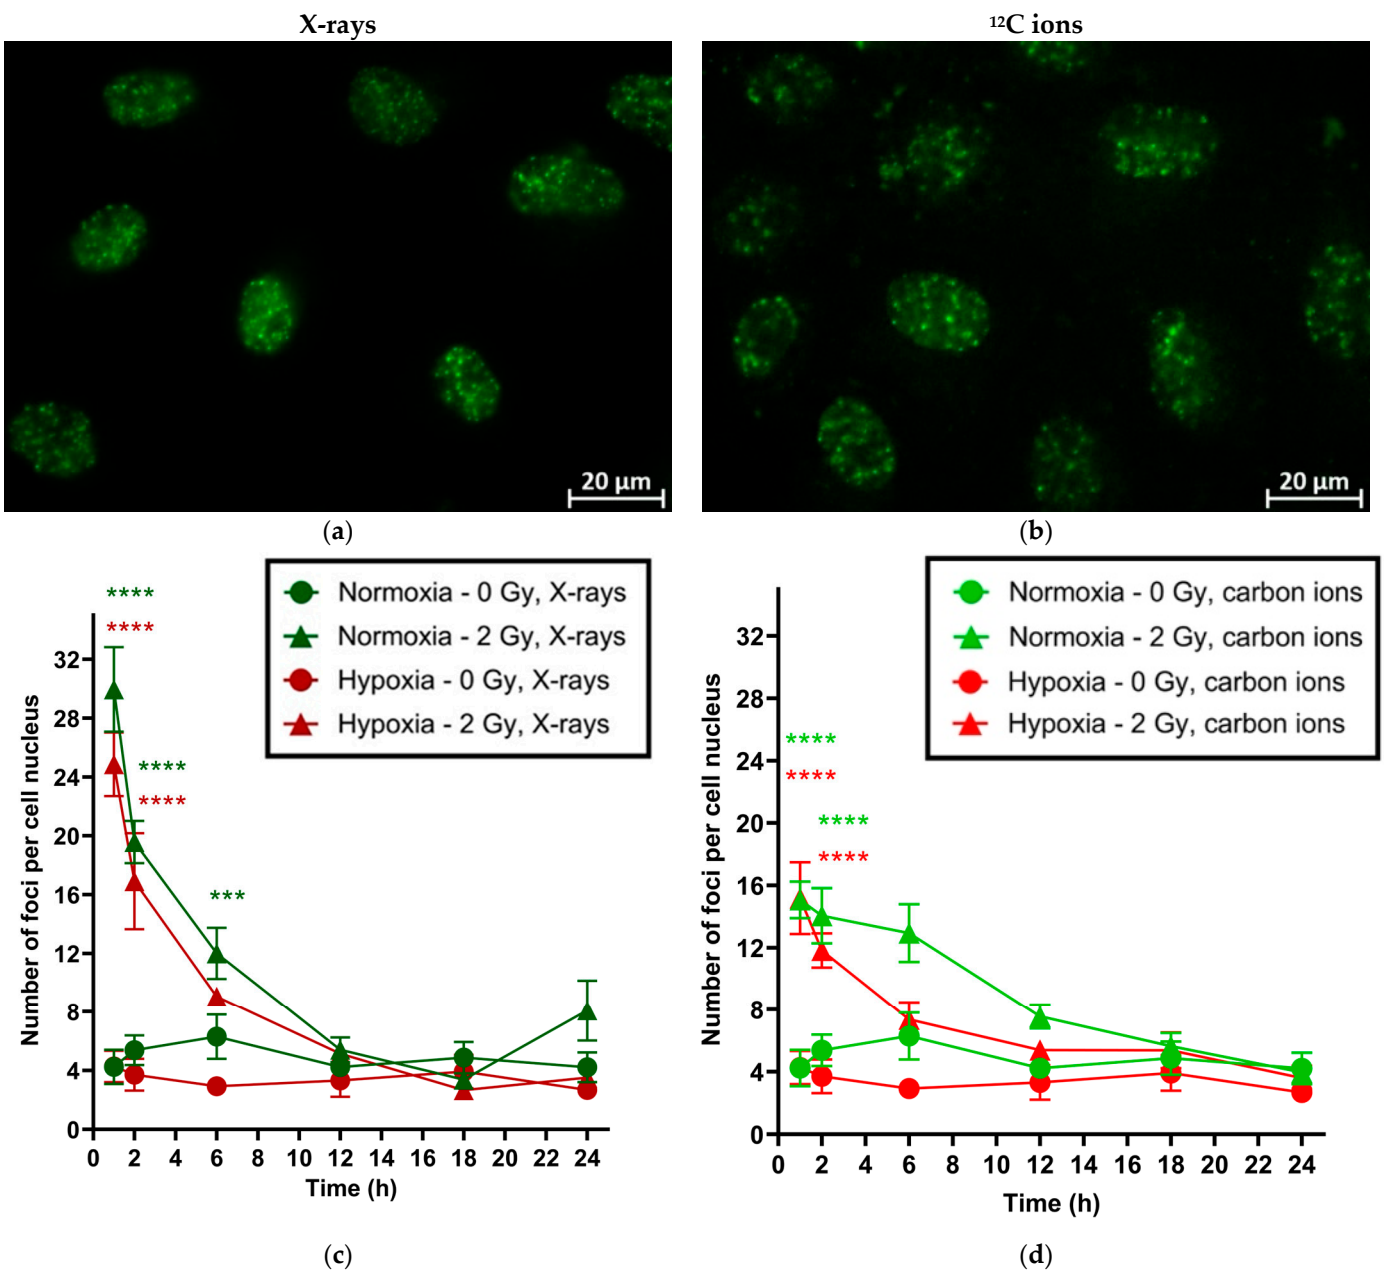 X-rays
¹²C ions
20 µm
20 µm
(a)
(b)
****
****
****
****
***
Normoxia - 0 Gy, X-rays
Normoxia - 2 Gy, X-rays
Hypoxia - 0 Gy, X-rays
Hypoxia - 2 Gy, X-rays
Number of foci per cell nucleus
32
28
24
20
16
12
8
4
0
0 2 4 6 8 10 12 14 16 18 20 22 24
Time (h)
(c)
Normoxia - 0 Gy, carbon ions
Normoxia - 2 Gy, carbon ions
Hypoxia - 0 Gy, carbon ions
Hypoxia - 2 Gy, carbon ions
****
****
****
****
Number of foci per cell nucleus
32
28
24
20
16
12
8
4
0
0 2 4 6 8 10 12 14 16 18 20 22 24
Time (h)
(d)